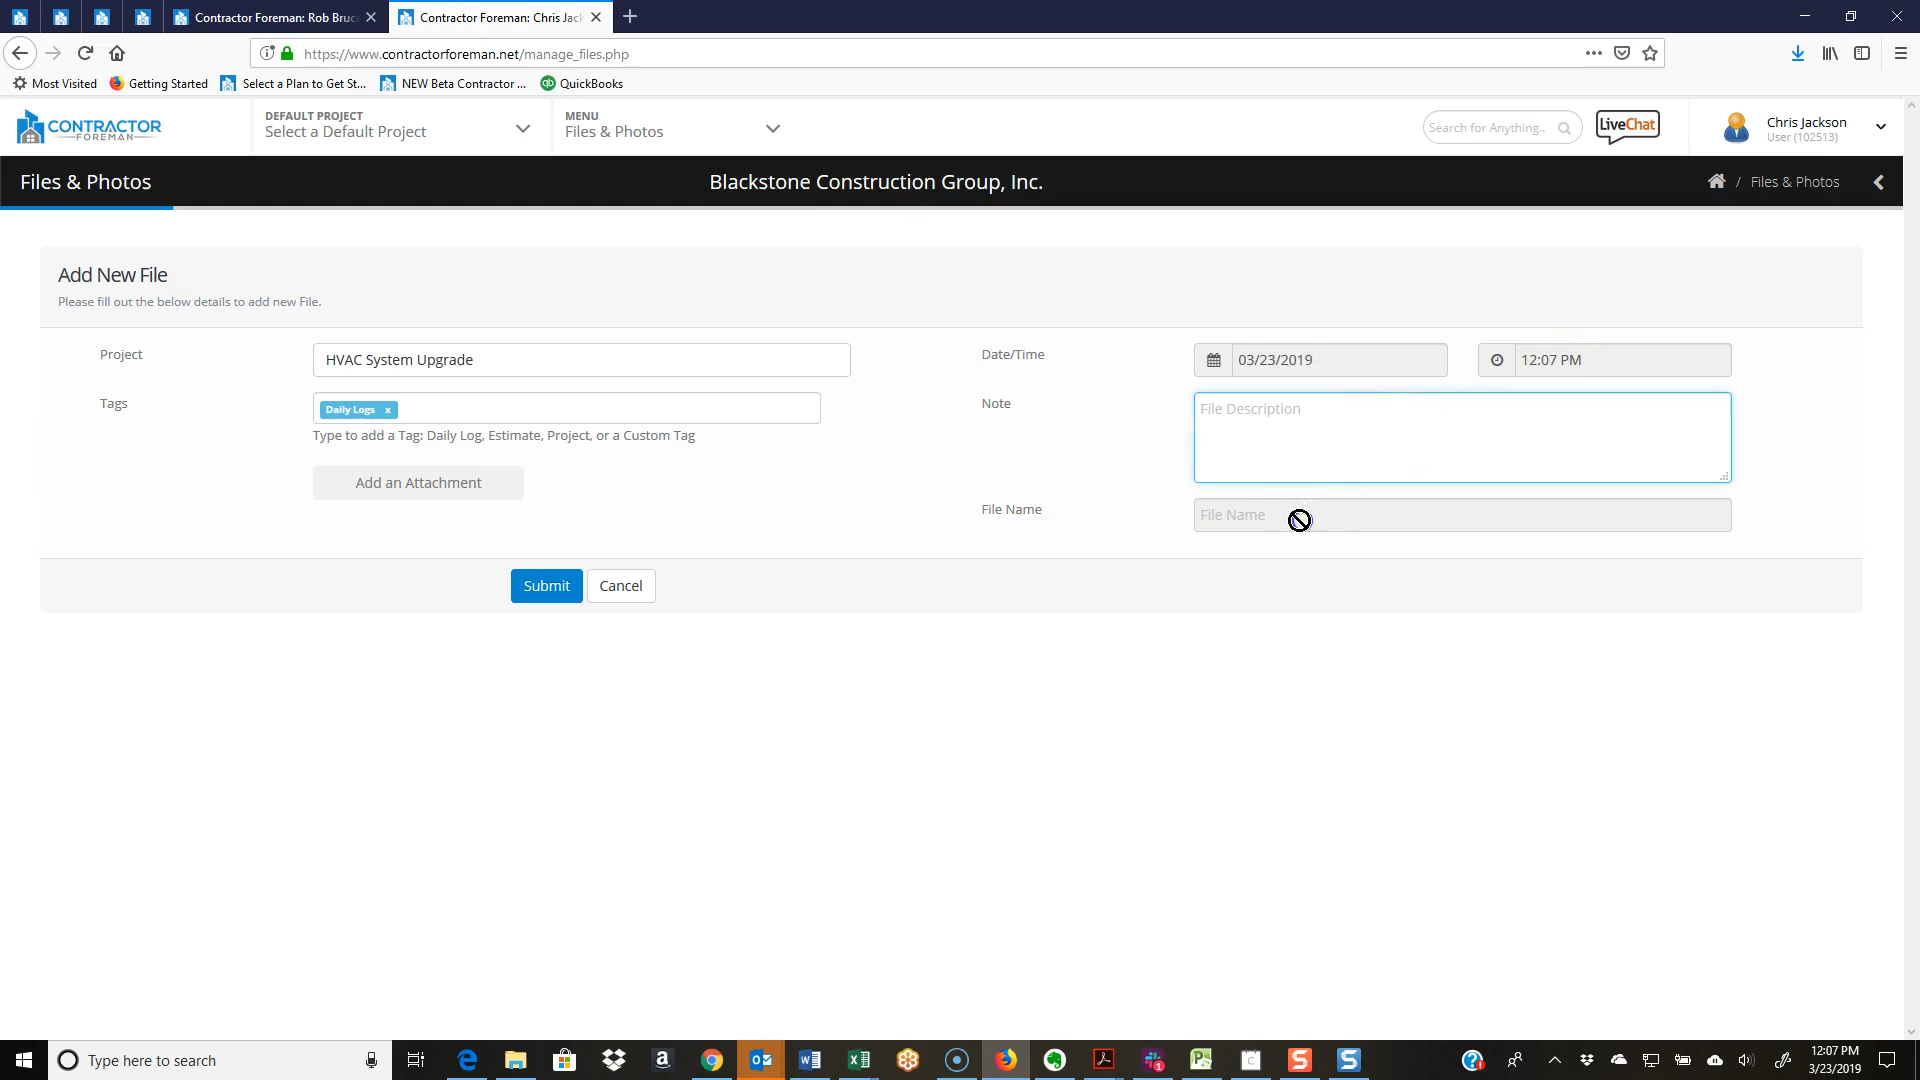 Contractor Foreman: Rob Bruc
Contractor Foreman: Chris Jack
https://www.contractorforeman.net/manage_files.php
Most Visited
Getting Started
Select a Plan to Get St...
NEW Beta Contractor ...
QuickBooks
CONTRACTOR
FOREMAN
DEFAULT PROJECT
Select a Default Project
MENU
Files & Photos
Search for Anything..
LiveChat
Chris Jackson
User (102513)
Files & Photos
Blackstone Construction Group, Inc.
/ Files & Photos
Add New File
Please fill out the below details to add new File.
Project
HVAC System Upgrade
Date/Time
03/23/2019
12:07 PM
Tags
Daily Logs x
Note
File Description
Type to add a Tag: Daily Log, Estimate, Project, or a Custom Tag
Add an Attachment
File Name
File Name
Submit
Cancel
Type here to search
12:07 PM
3/23/2019